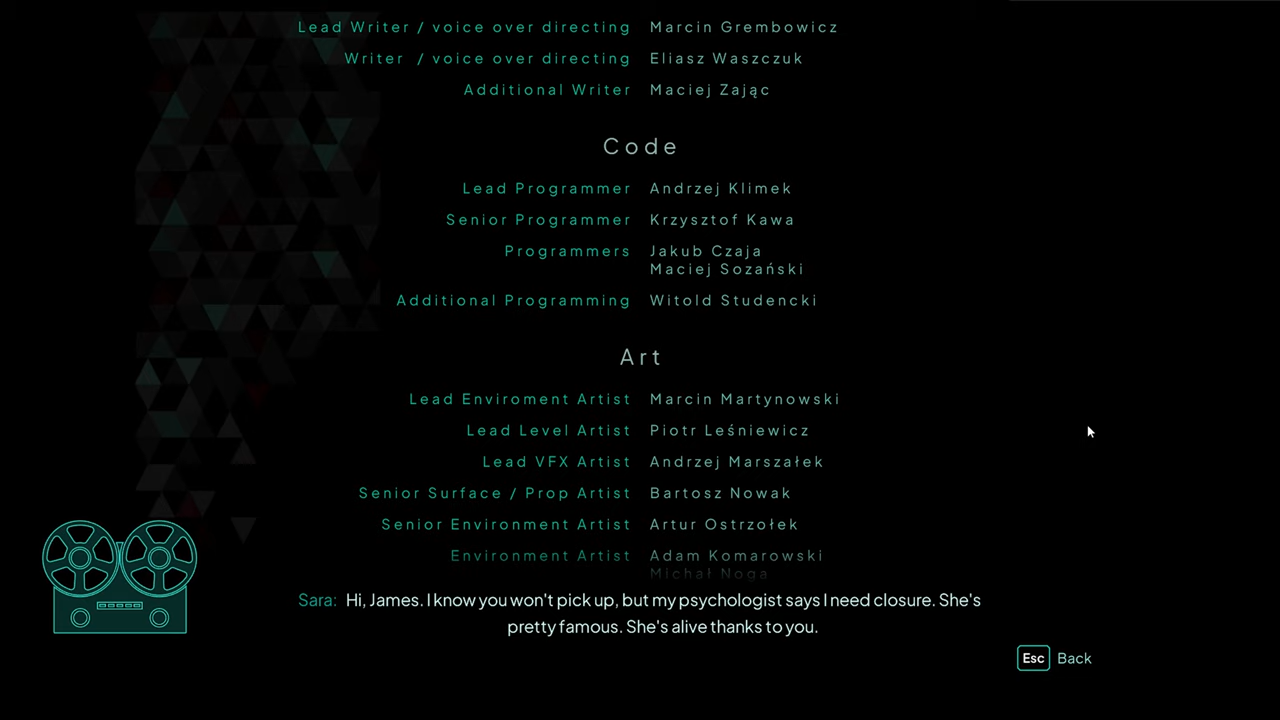 Lead Writer / voice over directing Marcin Grembowicz
Writer / voice over directing Eliasz Waszczuk
Additional Writer Maciej Zając
Code
Lead Programmer Andrzej Klimek
Senior Programmer Krzysztof Kawa
Programmers Jakub Czaja
Maciej Sozański
Additional Programming Witold Studencki
Art
Lead Enviroment Artist Marcin Martynowski
Lead Level Artist Piotr Leśniewicz
Lead VFX Artist Andrzej Marszałek
Senior Surface / Prop Artist Bartosz Nowak
Senior Environment Artist Artur Ostrzołek
Environment Artist Adam Komarowski
Michał Noga
Sara: Hi, James. I know you won't pick up, but my psychologist says I need closure. She's
pretty famous. She's alive thanks to you.
Esc Back